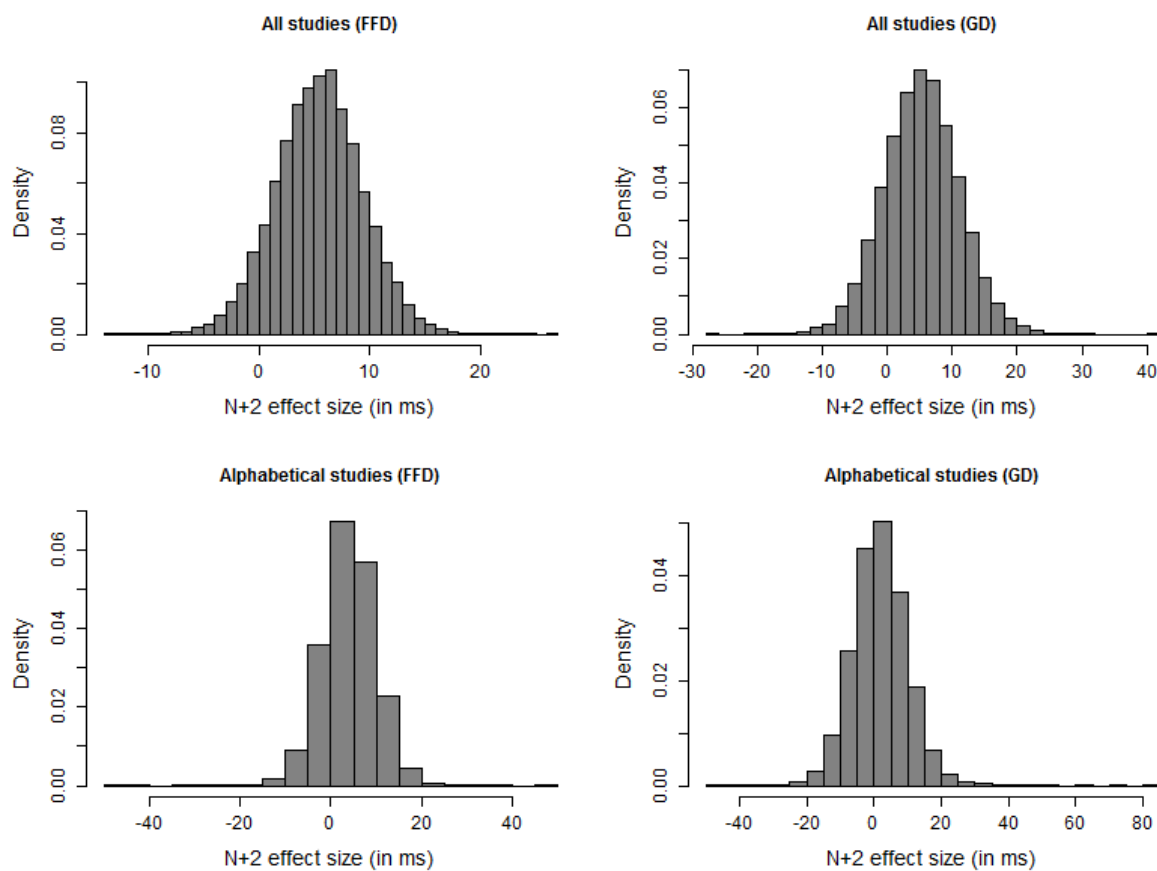 All studies (FFD)
Density
0.00
0.04
0.08
-10 0 10 20
N+2 effect size (in ms)
All studies (GD)
Density
0.00
0.02
0.04
0.06
-30 -20 -10 0 10 20 30 40
N+2 effect size (in ms)
Alphabetical studies (FFD)
Density
0.00
0.02
0.04
0.06
-40 -20 0 20 40
N+2 effect size (in ms)
Alphabetical studies (GD)
Density
0.00
0.02
0.04
-40 -20 0 20 40 60 80
N+2 effect size (in ms)